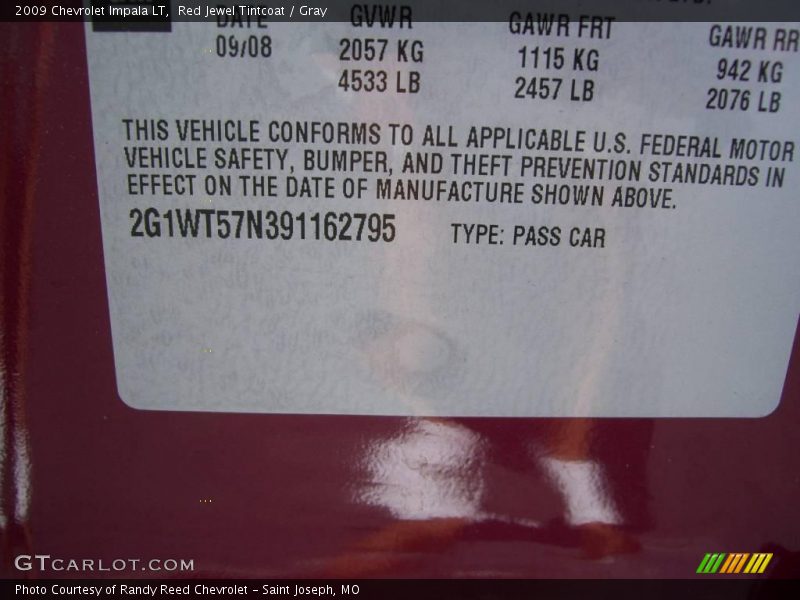 2009 Chevrolet Impala LT, Red Jewel Tintcoat / Gray
DATE GVWR GAWR FRT GAWR RR
09/08 2057 KG 1115 KG 942 KG
4533 LB 2457 LB 2076 LB
THIS VEHICLE CONFORMS TO ALL APPLICABLE U.S. FEDERAL MOTOR
VEHICLE SAFETY, BUMPER, AND THEFT PREVENTION STANDARDS IN
EFFECT ON THE DATE OF MANUFACTURE SHOWN ABOVE.
2G1WT57N391162795 TYPE: PASS CAR
GTCARLOT.COM
Photo Courtesy of Randy Reed Chevrolet - Saint Joseph, MO